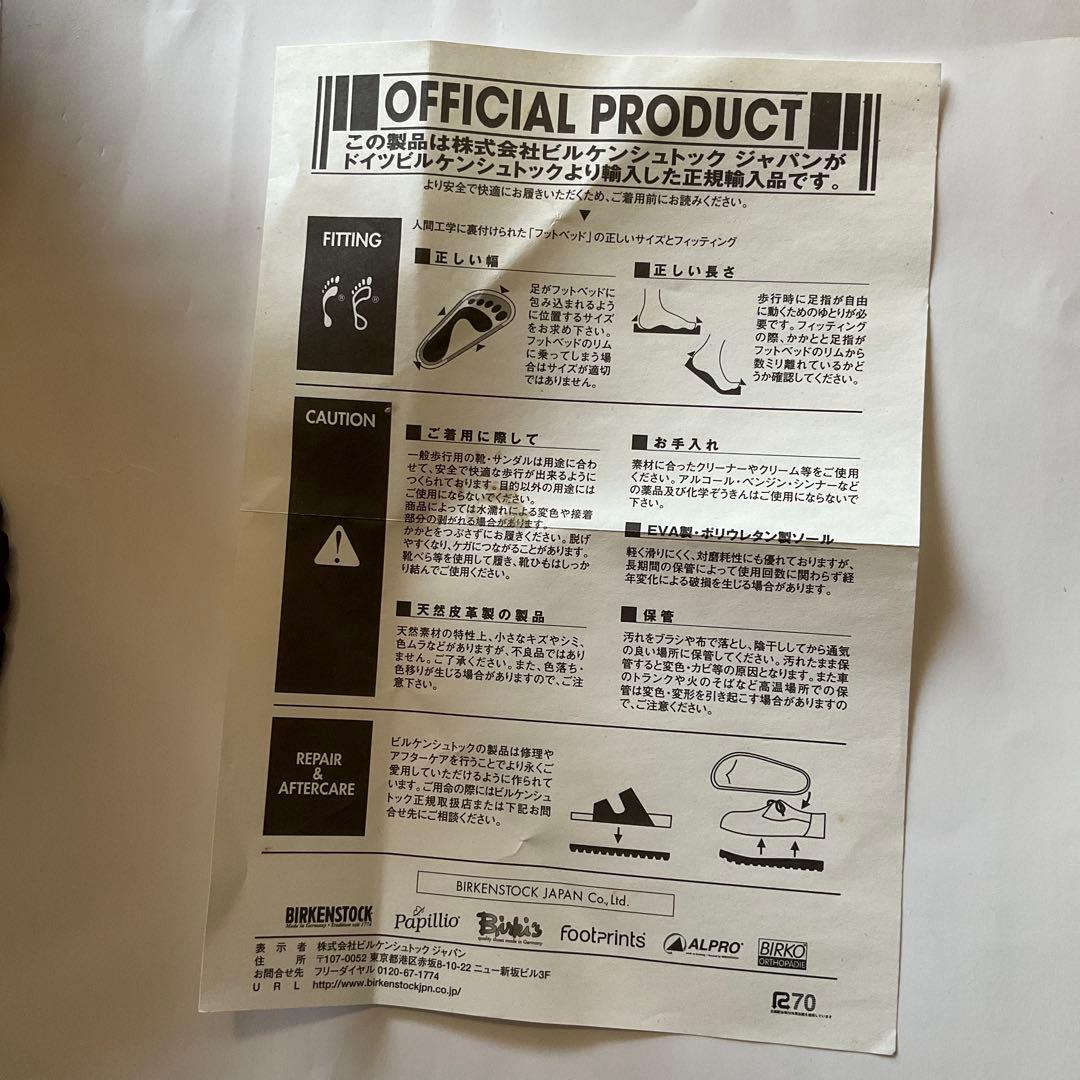 OFFICIAL PRODUCT
この製品は株式会社ビルケンシュトック ジャパンが
ドイツビルケンシュトックより輸入した正規輸入品です。
より安全で快適にお履きいただくため、ご着用前にお読みください。
FITTING
人間工学に裏付けられた「フットベッド」の正しいサイズとフィッティング
■正しい幅
足がフットベッドに
包み込まれるよう
に位置するサイズ
をお求め下さい。
フットベッドのリム
に乗ってしまう場
合はサイズが適切
ではありません。
■正しい長さ
歩行時に足指が自由
に動くためのゆとりが必
要です。フィッティング
の際、かかとと足指が
フットベッドのリムから
数ミリ離れているかど
うか確認してください。
CAUTION
■ご着用に際して
一般歩行用の靴・サンダルは用途に合わ
せて、安全で快適な歩行が出来るように
つくられております。目的以外の用途には
ご使用にならないでください。
商品によっては水濡れによる変色や接着
部分の剥がれる場合があります。
かかとをつぶさずにお履きください。脱げ
やすくなり、ケガにつながることがあります。
靴べら等を使用して履き、靴ひもはしっか
り結んでご使用ください。
■お手入れ
素材に合ったクリーナーやクリーム等をご使用
ください。アルコール・ベンジン・シンナーなど
の薬品及び化学ぞうきんはご使用にならないで
下さい。
■EVA製・ポリウレタン製ソール
軽く滑りにくく、対磨耗性にも優れておりますが、
長期間の保管によって使用回数に関わらず経
年変化による破損を生じる場合があります。
■天然皮革製の製品
天然素材の特性上、小さなキズやシミ、
色ムラなどがありますが、不良品ではあり
ません。ご了承ください。また、色落ち・
色移りが生じる場合がありますので、ご注
意下さい。
■保管
汚れをブラシや布で落とし、陰干ししてから通気
の良い場所に保管してください。汚れたまま保
管すると変色・カビ等の原因となります。また車
のトランクや火のそばなど高温場所での保
管は変色・変形を引き起こす場合がありますの
で、ご注意ください。
REPAIR
&
AFTERCARE
ビルケンシュトックの製品は修理や
アフターケアを行うことでより永くご
愛用していただけるように作られて
います。ご用命の際にはビルケンシュ
トック正規取扱店または下記お問
合せ先にご相談ください。
BIRKENSTOCK JAPAN Co.,Ltd.
BIRKENSTOCK
Made in Germany • Tradition seit 1774
Papillio®
Birki's
quality shoes made in Germany
Footprints®
ALPRO®
BIRKO
ORTHOPÄDIE
表示者 株式会社ビルケンシュトック ジャパン
住所 〒107-0052 東京都港区赤坂8-10-22 ニュー新坂ビル3F
お問合せ先 フリーダイヤル 0120-67-1774
URL http://www.birkenstockjpn.co.jp/
R70